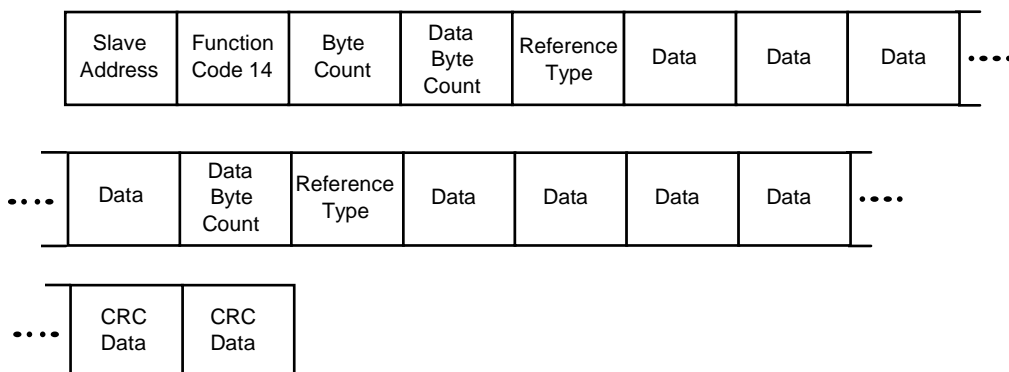 Slave Address
Function Code 14
Byte Count
Data Byte Count
Reference Type
Data
Data
Data
Data
Data Byte Count
Reference Type
Data
Data
Data
Data
CRC Data
CRC Data